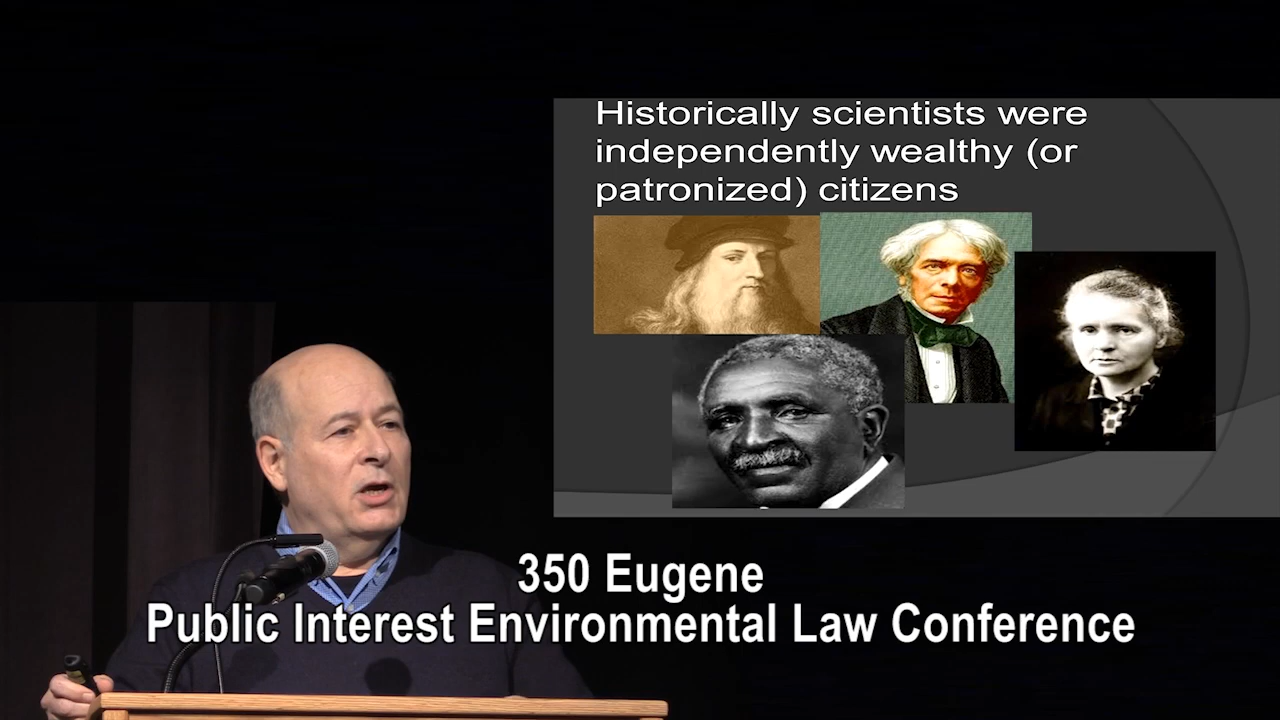 Historically scientists were
independently wealthy (or
patronized) citizens
350 Eugene
Public Interest Environmental Law Conference